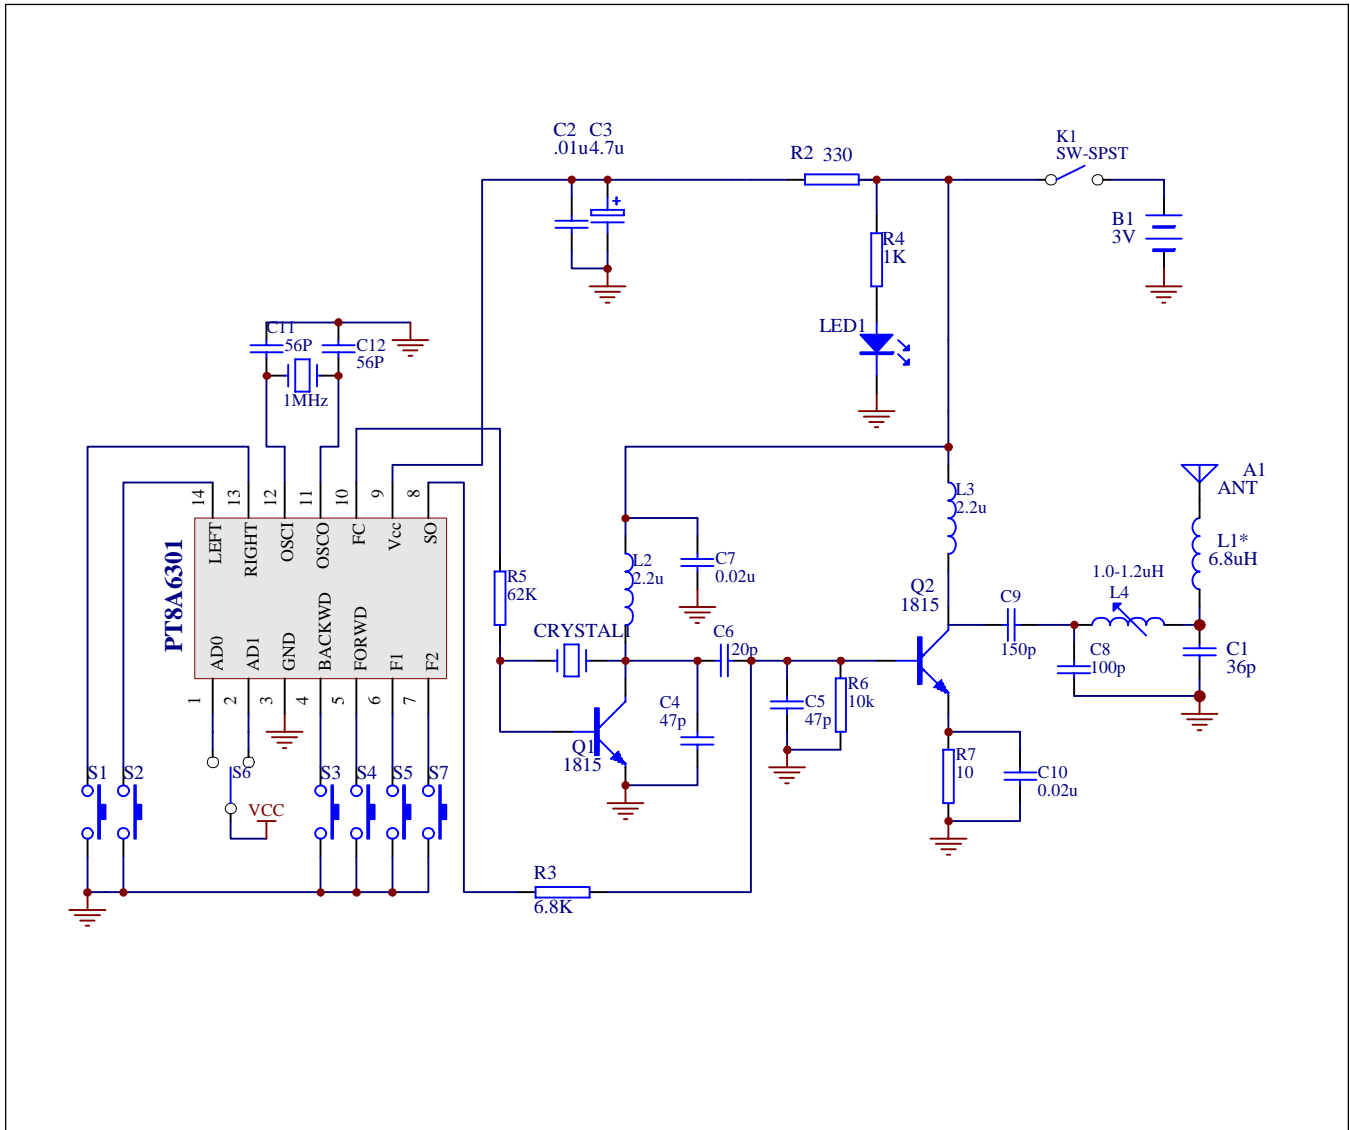 C2 C3
.01u4.7u
R2 330
K1
SW-SPST
B1
3V
R4
1K
LED1
C11
56P
C12
56P
1MHz
14
13
12
11
10
9
8
LEFT
RIGHT
OSCI
OSCO
FC
Vcc
SO
PT8A6301
AD0
AD1
GND
BACKWD
FORWD
F1
F2
1
2
3
4
5
6
7
R5
62K
L2
2.2u
C7
0.02u
CRYSTAL1
C6
20p
L3
2.2u
A1
ANT
L1*
6.8uH
1.0-1.2uH
L4
Q2
1815
C9
150p
C8
100p
C1
36p
C4
47p
C5
47p
R6
10k
Q1
1815
R7
10
C10
0.02u
S1
S2
S6
VCC
S3
S4
S5
S7
R3
6.8K